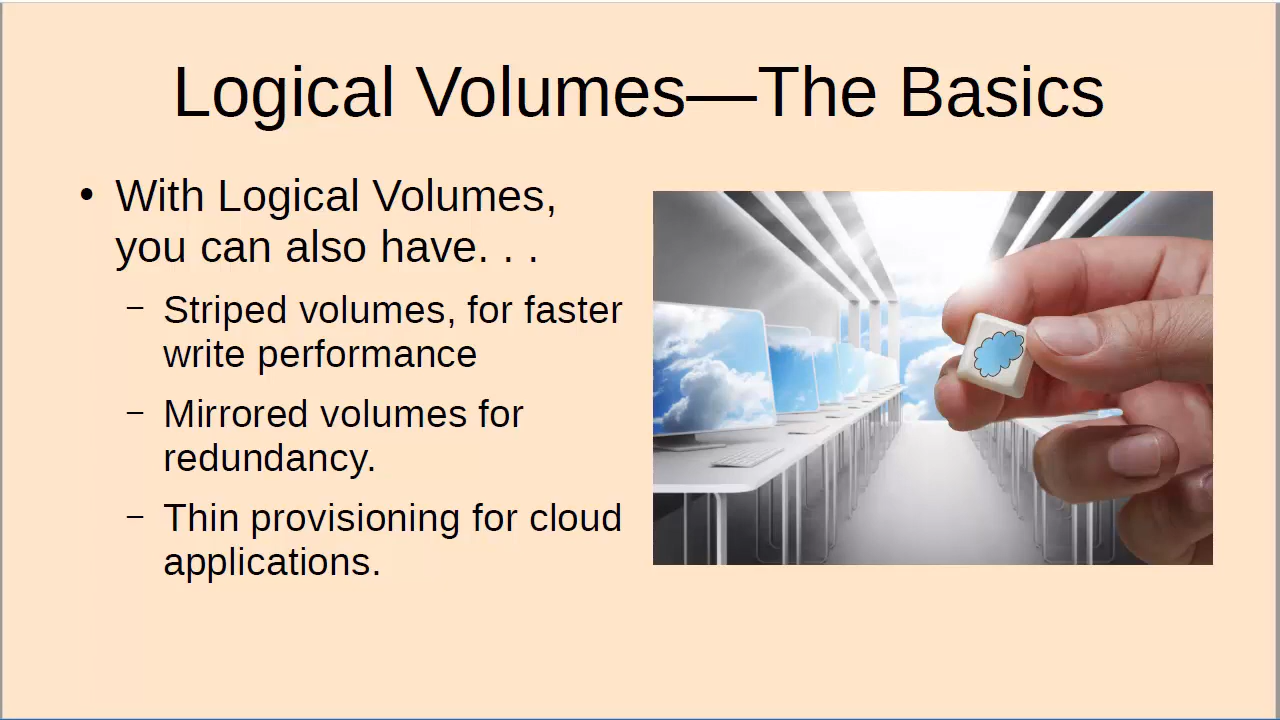 Logical Volumes—The Basics
• With Logical Volumes,
you can also have. . .
– Striped volumes, for faster
write performance
– Mirrored volumes for
redundancy.
– Thin provisioning for cloud
applications.